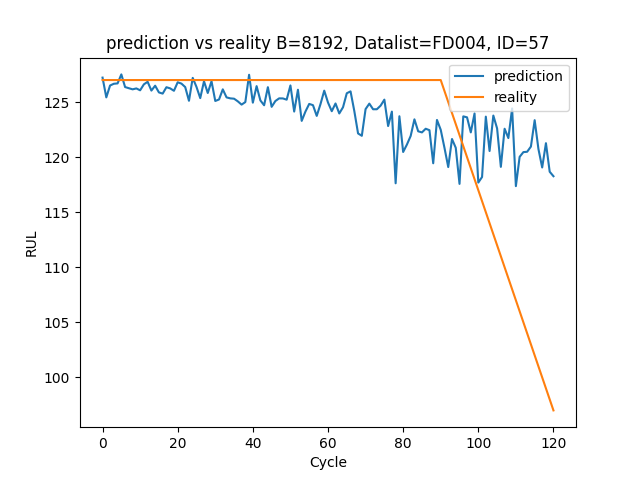 prediction vs reality B=8192, Datalist=FD004, ID=57
prediction
reality
RUL
125
120
115
110
105
100
0 20 40 60 80 100 120
Cycle